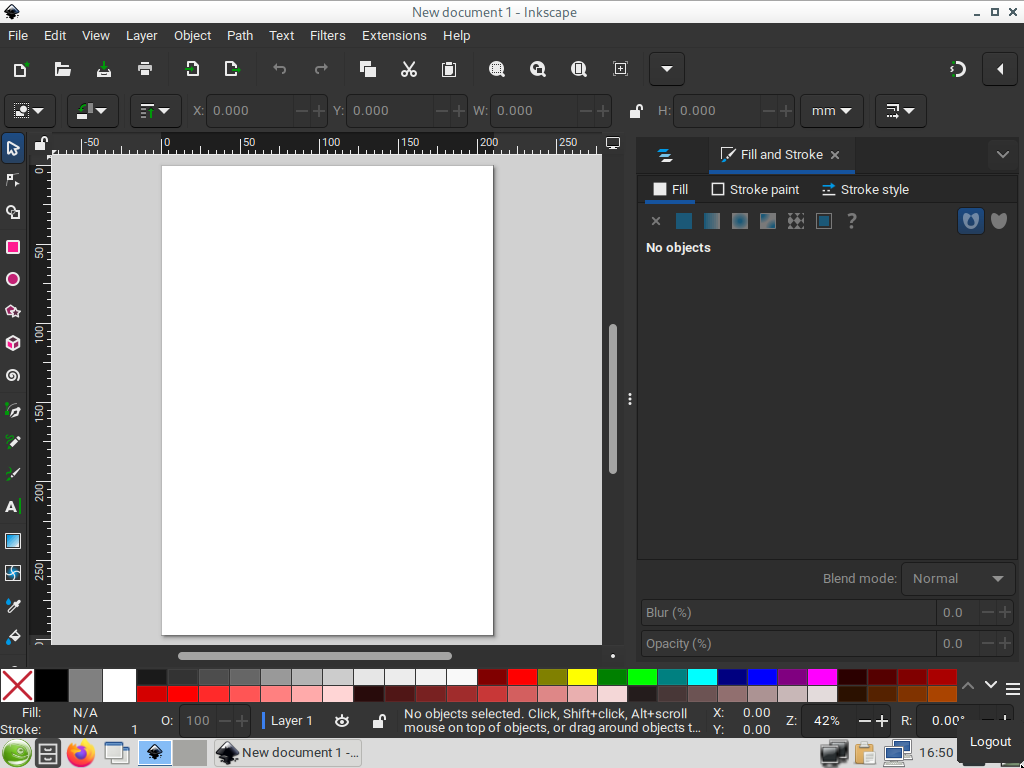 New document 1 - Inkscape
File Edit View Layer Object Path Text Filters Extensions Help
X: 0.000 Y: 0.000 W: 0.000 H: 0.000 mm
-50 0 50 100 150 200 250
Fill and Stroke
Fill Stroke paint Stroke style
?
No objects
0
50
100
150
200
250
A
Blend mode: Normal
Blur (%) 0.0
Opacity (%) 0.0
Fill: N/A
Stroke: N/A 1
O: 100
Layer 1
No objects selected. Click, Shift+click, Alt+scroll
mouse on top of objects, or drag around objects t...
X: 0.00
Y: 0.00
Z: 42%
R: 0.00°
Logout
New document 1 -...
16:50